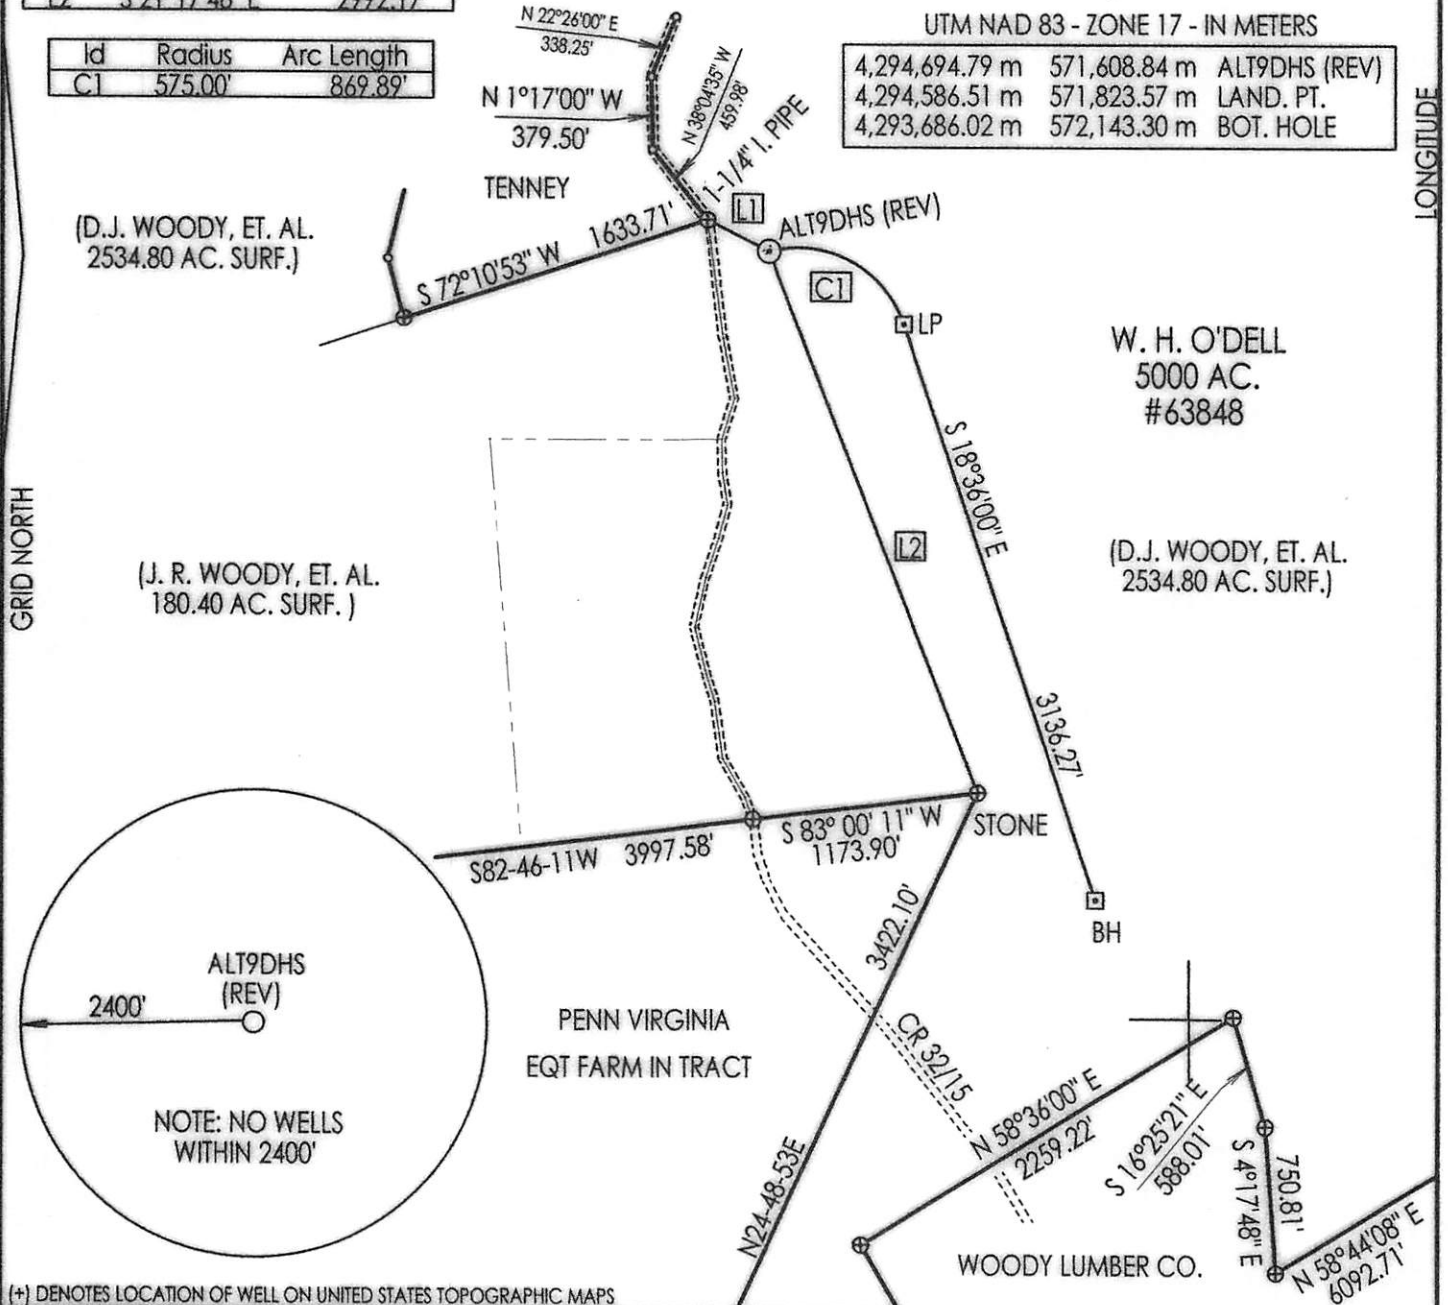 UTM NAD 83 - ZONE 17 - IN METERS
4,294,694.79 m 571,608.84 m ALT9DHS (REV)
4,294,586.51 m 571,823.57 m LAND. PT.
4,293,686.02 m 572,143.30 m BOT. HOLE
Id Radius Arc Length
C1 575.00' 869.89'
N 22°26'00" E
338.25'
N 1°17'00" W
379.50'
N 38°04'35" W
459.98'
1-1/4" I. PIPE
TENNEY
L1
ALT9DHS (REV)
LONGITUDE
(D.J. WOODY, ET. AL.
2534.80 AC. SURF.)
S 72°10'53" W 1633.71'
C1
LP
W. H. O'DELL
5000 AC.
#63848
S 18°36'00" E
3136.27'
L2
GRID NORTH
(J. R. WOODY, ET. AL.
180.40 AC. SURF. )
(D.J. WOODY, ET. AL.
2534.80 AC. SURF.)
S82-46-11W 3997.58'
S 83° 00' 11" W
1173.90'
STONE
BH
3422.10'
N24-48-53E
ALT9DHS
(REV)
2400'
NOTE: NO WELLS
WITHIN 2400'
PENN VIRGINIA
EQT FARM IN TRACT
CR 32/15
N 58°36'00" E
2259.22'
S 16°25'21" E
588.01'
S 4°17'48" E
750.81'
N 58°44'08" E
6092.71'
WOODY LUMBER CO.
(+) DENOTES LOCATION OF WELL ON UNITED STATES TOPOGRAPHIC MAPS